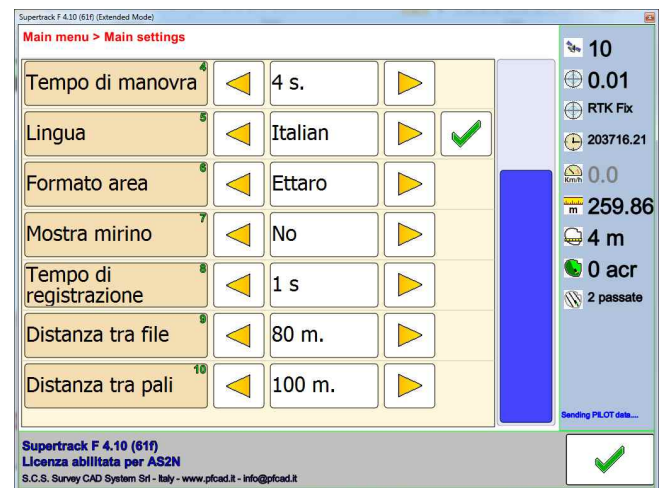 Supertrack F 4.10 (61f) (Extended Mode)
Main menu > Main settings
Tempo di manovra 4
4 s.
Lingua 5
Italian
Formato area 6
Ettaro
Mostra mirino 7
No
Tempo di
registrazione 8
1 s
Distanza tra file 9
80 m.
Distanza tra pali 10
100 m.
10
0.01
RTK Fix
203716.21
Km/h 0.0
m 259.86
4 m
0 acr
2 passate
Sending PILOT data....
Supertrack F 4.10 (61f)
Licenza abilitata per AS2N
S.C.S. Survey CAD System Srl - Italy - www.pfcad.it - info@pfcad.it